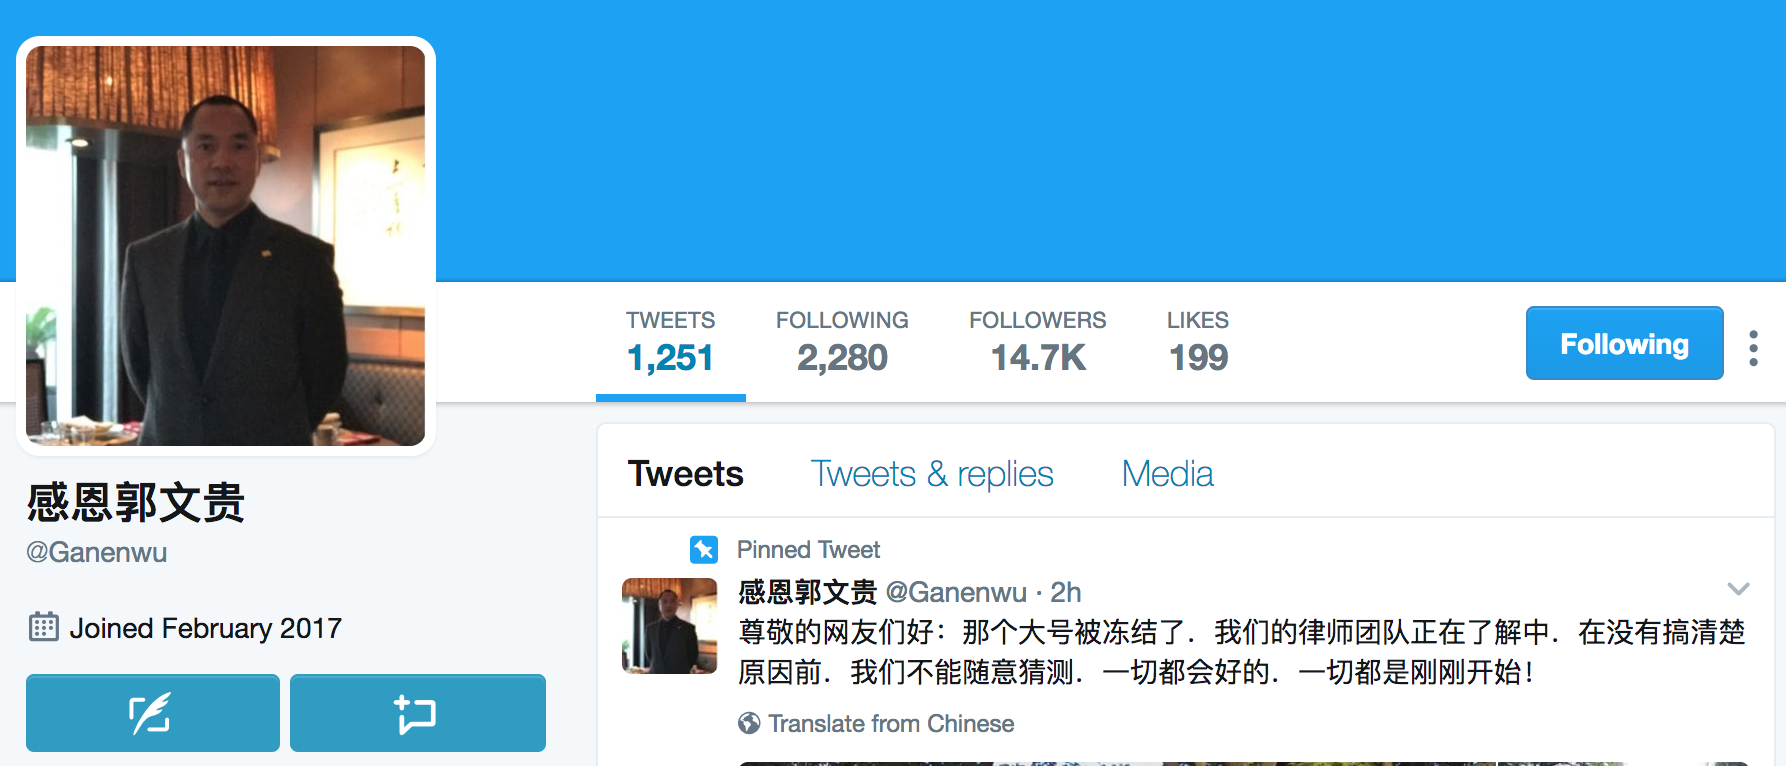 TWEETS
1,251
FOLLOWING
2,280
FOLLOWERS
14.7K
LIKES
199
Following
感恩郭文贵
@Ganenwu
Joined February 2017
Tweets
Tweets & replies
Media
Pinned Tweet
感恩郭文贵 @Ganenwu · 2h
尊敬的网友们好：那个大号被冻结了．我们的律师团队正在了解中．在没有搞清楚
原因前．我们不能随意猜测．一切都会好的．一切都是刚刚开始！
Translate from Chinese